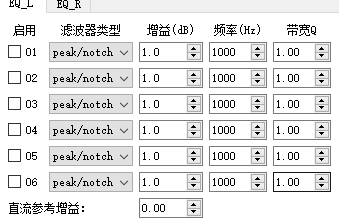 EQ_L EQ_R
启用 滤波器类型 增益(dB) 频率(Hz) 带宽Q
01 peak/notch 1.0 1000 1.00
02 peak/notch 1.0 1000 1.00
03 peak/notch 1.0 1000 1.00
04 peak/notch 1.0 1000 1.00
05 peak/notch 1.0 1000 1.00
06 peak/notch 1.0 1000 1.00
直流参考增益: 0.00